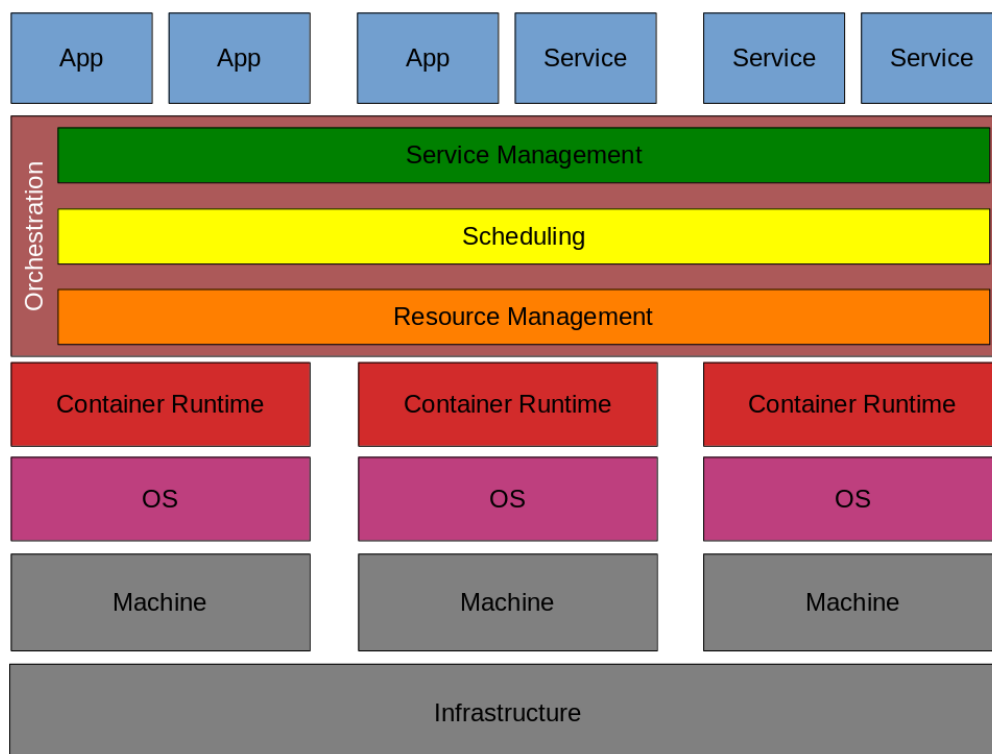 App App App Service Service Service
Orchestration
Service Management
Scheduling
Resource Management
Container Runtime Container Runtime Container Runtime
OS OS OS
Machine Machine Machine
Infrastructure